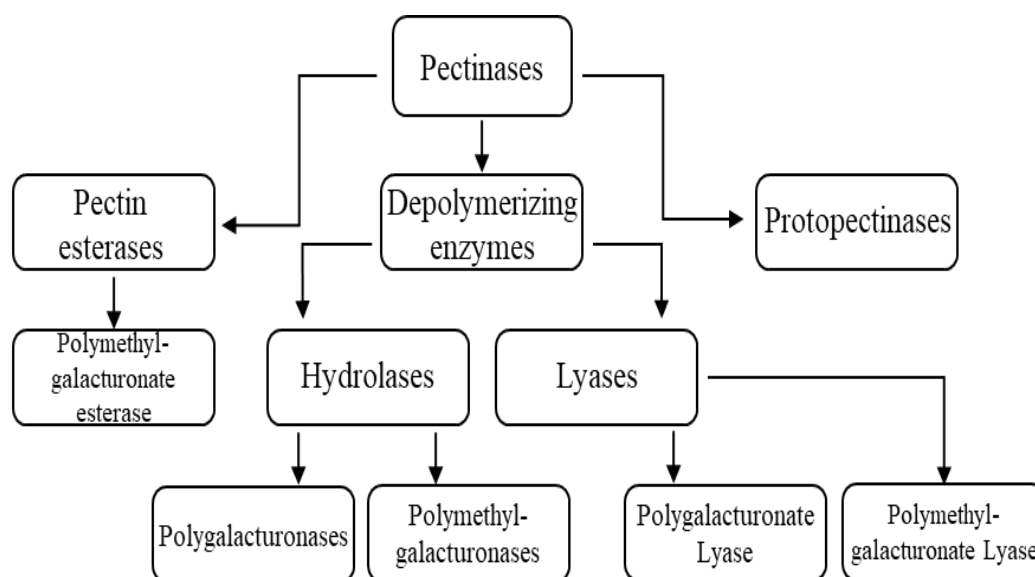 Pectinases
Pectin
esterases
Depolymerizing
enzymes
Protopectinases
Polymethyl-
galacturonate
esterase
Hydrolases
Lyases
Polygalacturonases
Polymethyl-
galacturonases
Polygalacturonate
Lyase
Polymethyl-
galacturonate Lyase